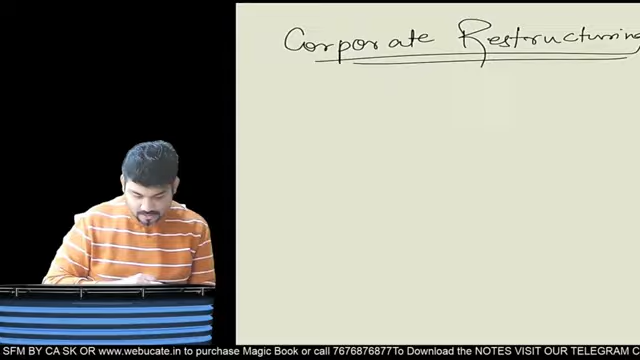 Corporate Restructuring
SFM BY CA SK OR www.webucate.in to purchase Magic Book or call 7676876877To Download the NOTES VISIT OUR TELEGRAM C